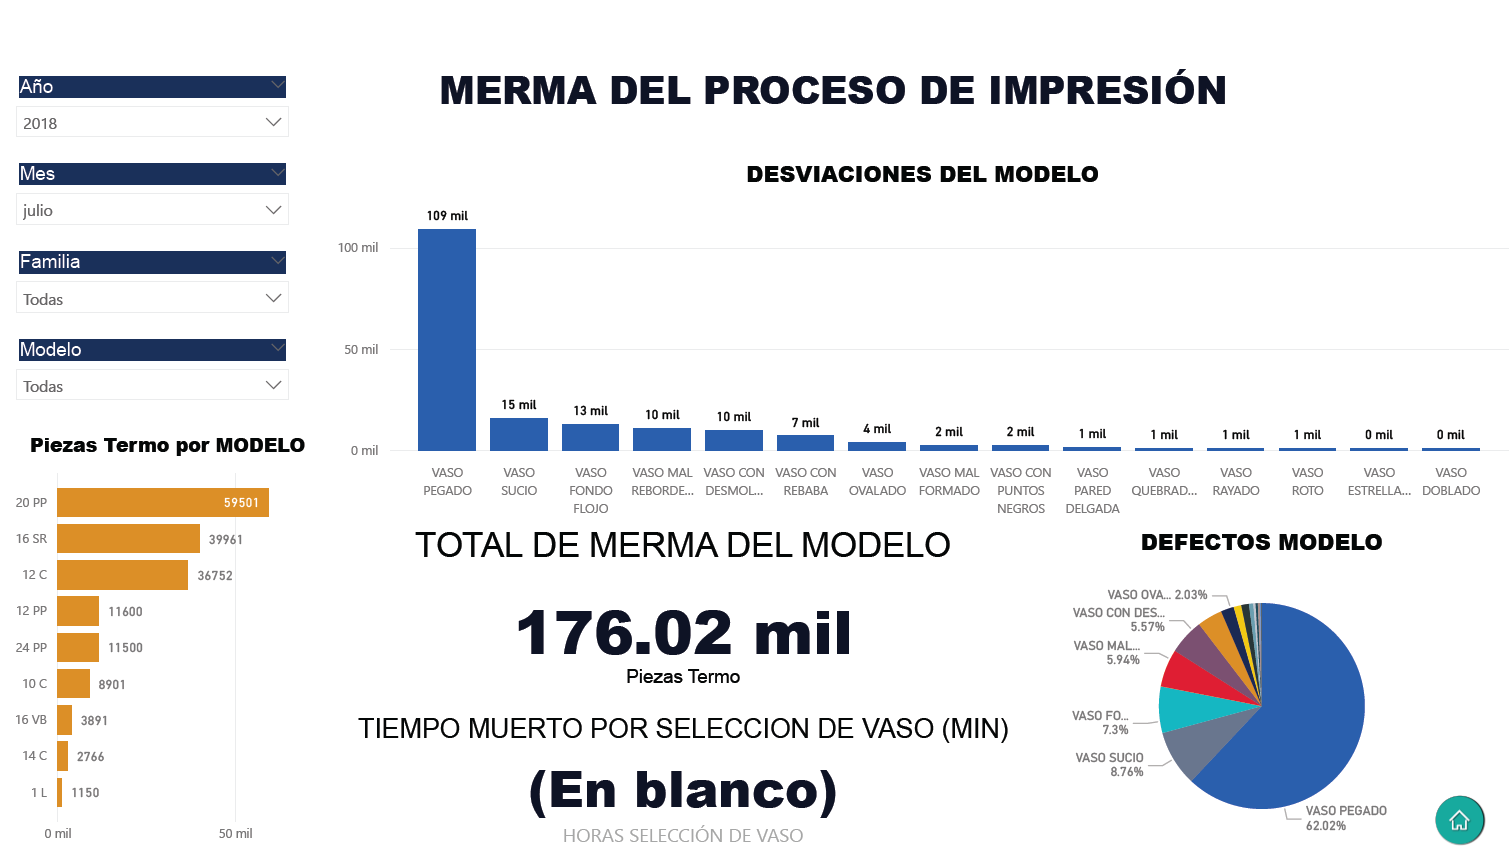 MERMA DEL PROCESO DE IMPRESIÓN
Año
2018
Mes
julio
Familia
Todas
Modelo
Todas
Piezas Termo por MODELO
20 PP
59501
16 SR
39961
12 C
36752
12 PP
11600
24 PP
11500
10 C
8901
16 VB
3891
14 C
2766
1 L
1150
0 mil
50 mil
DESVIACIONES DEL MODELO
100 mil
50 mil
0 mil
109 mil
15 mil
13 mil
10 mil
10 mil
7 mil
4 mil
2 mil
2 mil
1 mil
1 mil
1 mil
1 mil
0 mil
0 mil
VASO
PEGADO
VASO
SUCIO
VASO
FONDO
FLOJO
VASO MAL
REBORDE...
VASO CON
DESMOL...
VASO CON
REBABA
VASO
OVALADO
VASO MAL
FORMADO
VASO CON
PUNTOS
NEGROS
VASO
PARED
DELGADA
VASO
QUEBRAD...
VASO
RAYADO
VASO
ROTO
VASO
ESTRELLA...
VASO
DOBLADO
TOTAL DE MERMA DEL MODELO
176.02 mil
Piezas Termo
TIEMPO MUERTO POR SELECCION DE VASO (MIN)
(En blanco)
HORAS SELECCIÓN DE VASO
DEFECTOS MODELO
VASO OVA... 2.03%
VASO CON DES...
5.57%
VASO MAL...
5.94%
VASO FO...
7.3%
VASO SUCIO
8.76%
VASO PEGADO
62.02%